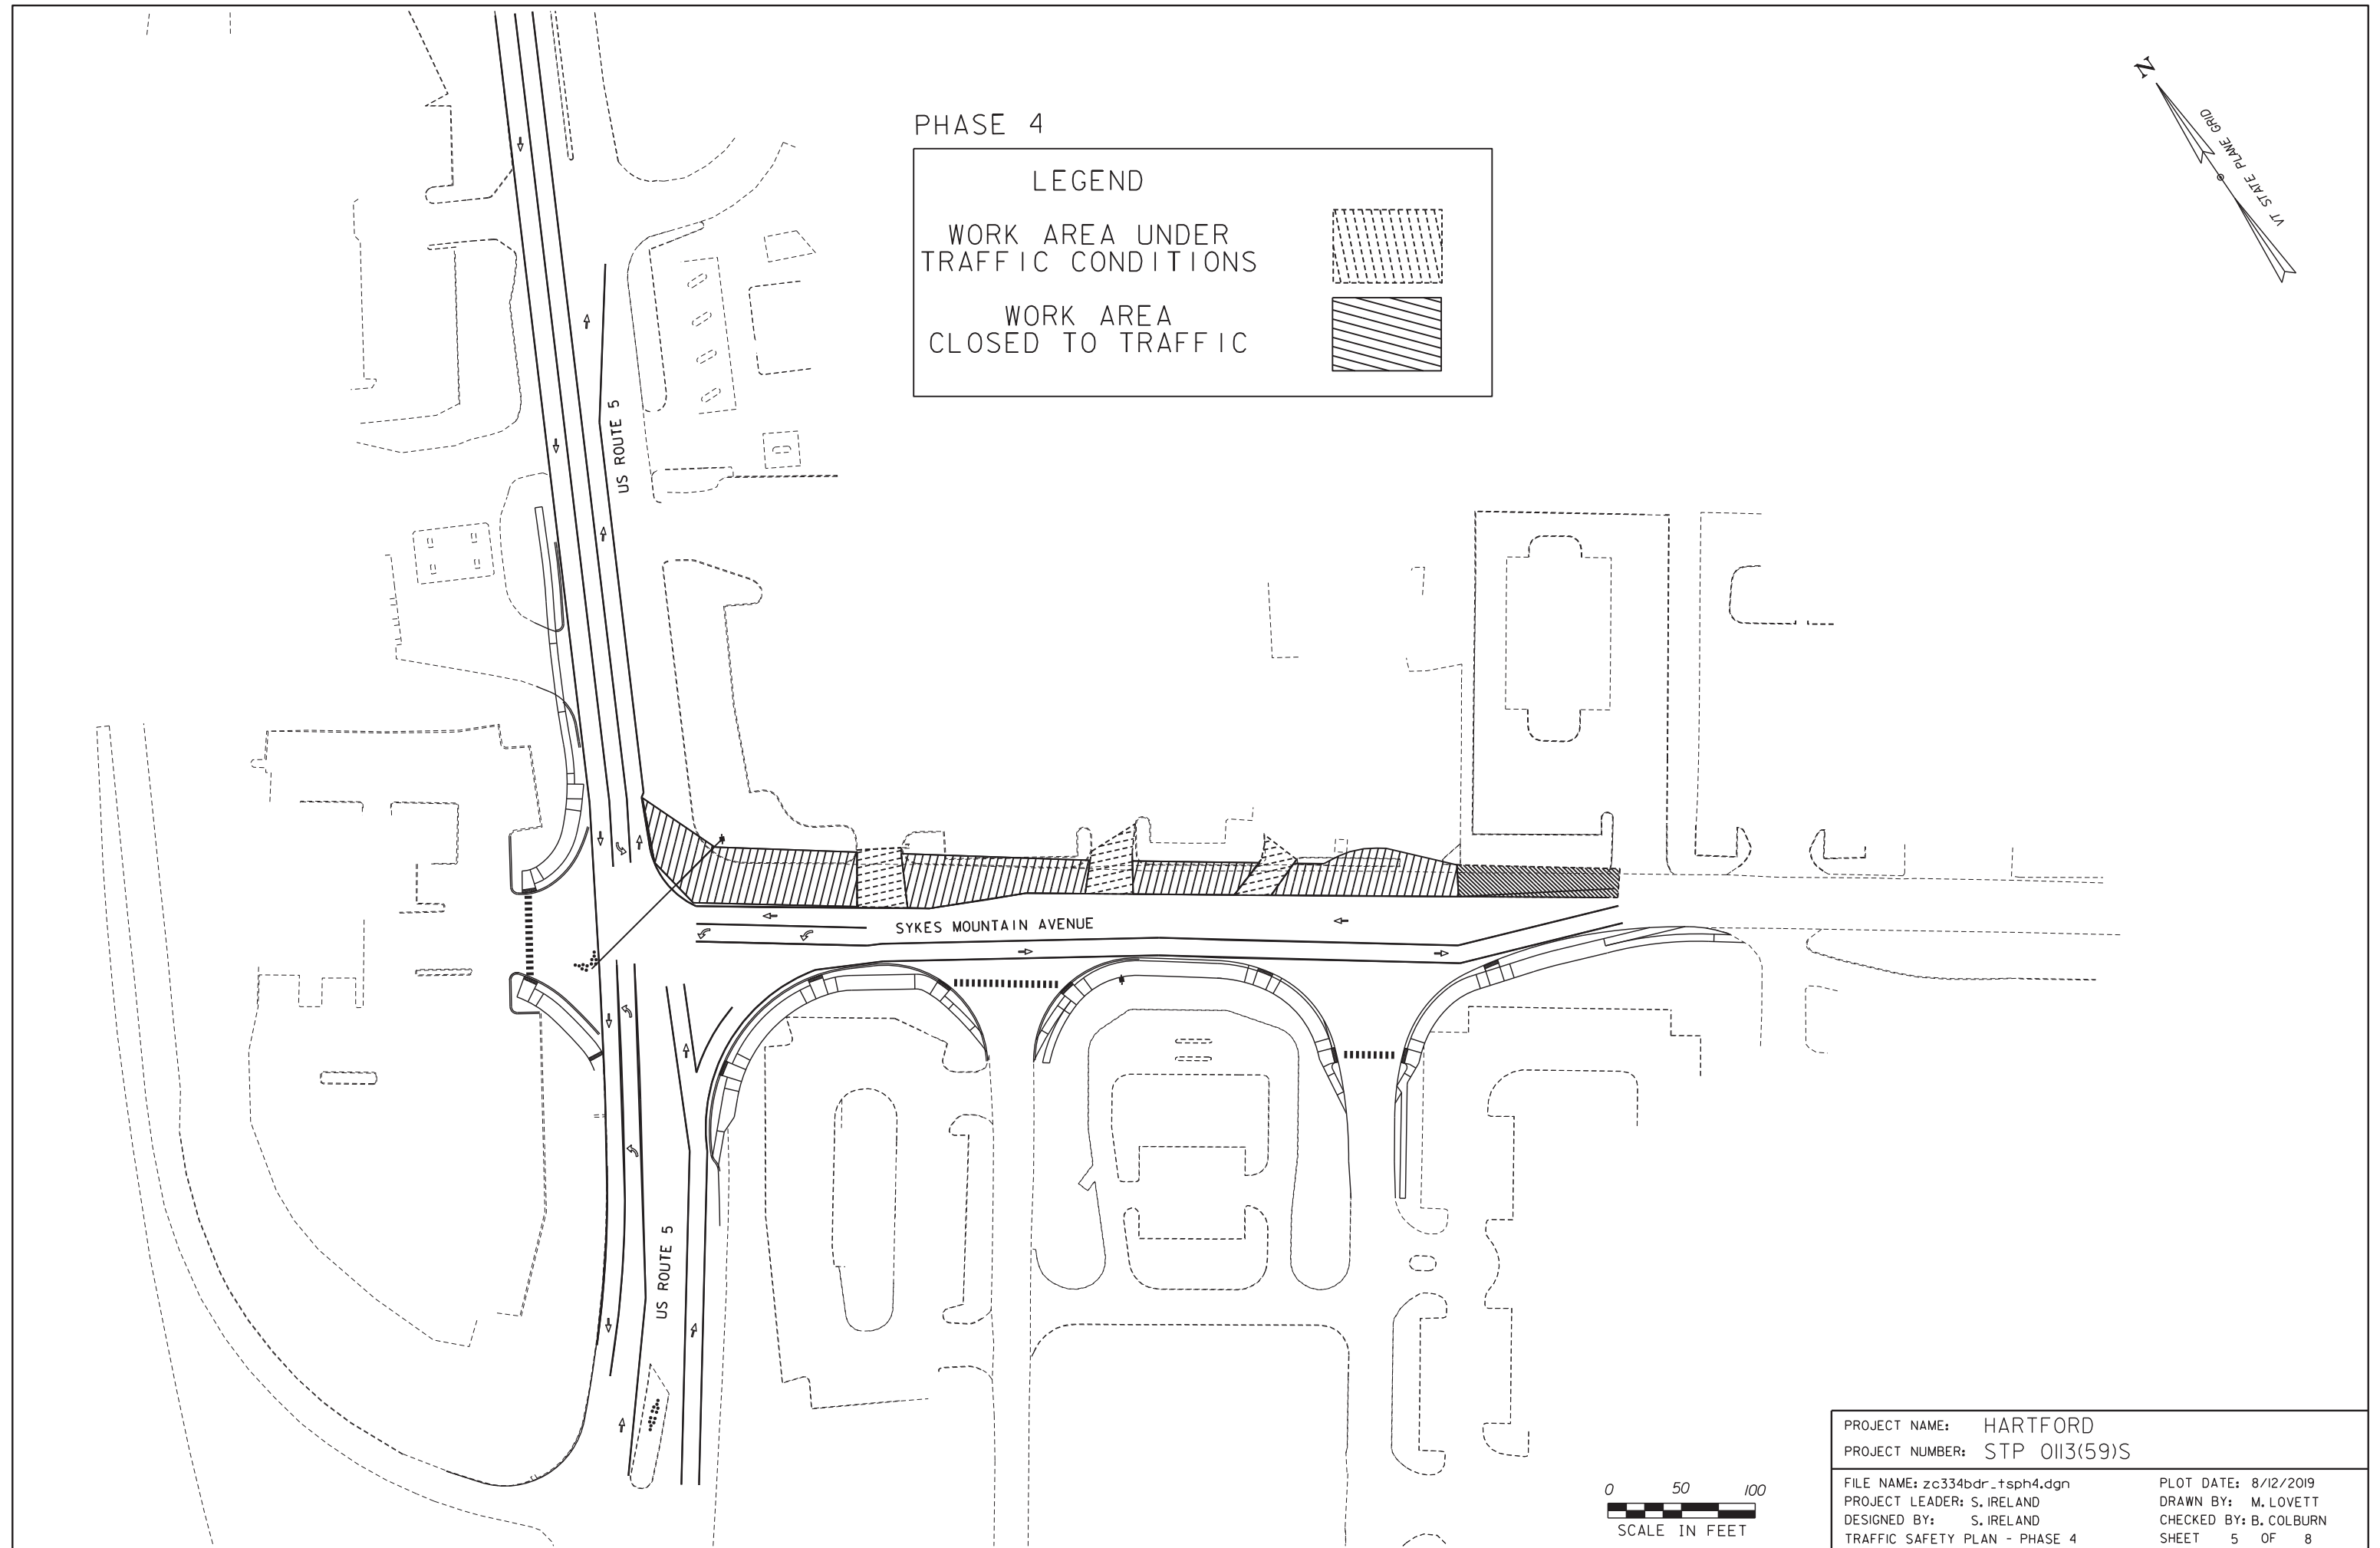 N
VT STATE PLANE GRID
PHASE 4
LEGEND
WORK AREA UNDER
TRAFFIC CONDITIONS
WORK AREA
CLOSED TO TRAFFIC
US ROUTE 5
SYKES MOUNTAIN AVENUE
US ROUTE 5
0 50 100
SCALE IN FEET
PROJECT NAME: HARTFORD
PROJECT NUMBER: STP 0113(59)S
FILE NAME: zc334bdr_tsph4.dgn PLOT DATE: 8/12/2019
PROJECT LEADER: S. IRELAND DRAWN BY: M. LOVETT
DESIGNED BY: S. IRELAND CHECKED BY: B. COLBURN
TRAFFIC SAFETY PLAN - PHASE 4 SHEET 5 OF 8